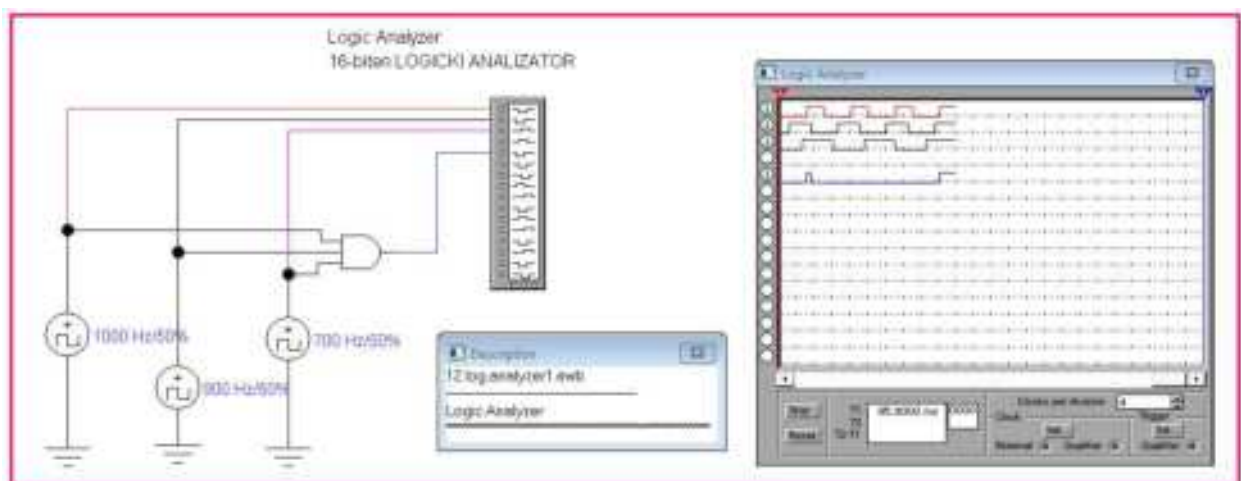 Logic Analyzer
16-biten LOGICKI ANALIZATOR
Logic Analyzer
1000 Hz/50%
700 Hz/50%
900 Hz/50%
Description
12.log.analyzer1.ewb
Logic Analyzer
Stop
Reset
T1
T2
T2-T1
Clocks per division
4
Clock
Trigger
Set
Set
External
Qualifier
Qualifier